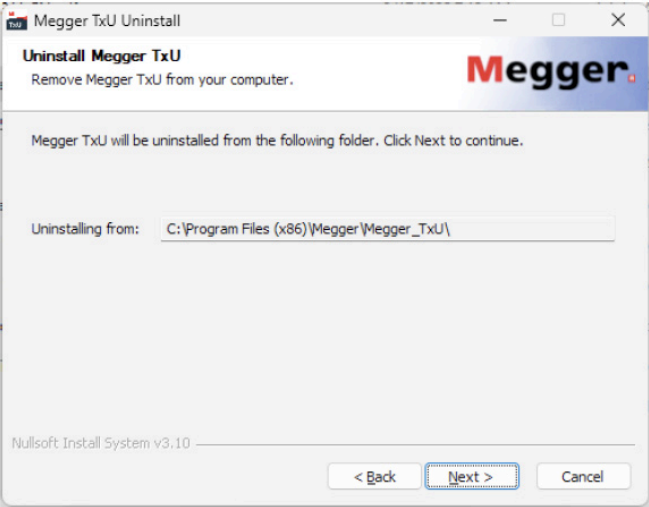 Megger TxU Uninstall
Uninstall Megger TxU
Remove Megger TxU from your computer.
Megger.
Megger TxU will be uninstalled from the following folder. Click Next to continue.
Uninstalling from: C:\Program Files (x86)\Megger\Megger_TxU\
Nullsoft Install System v3.10
< Back Next > Cancel